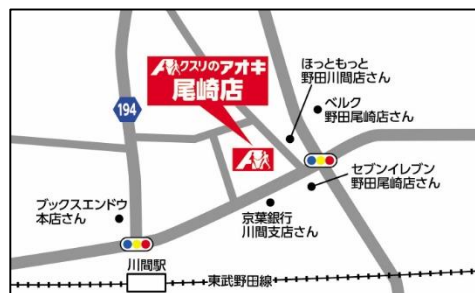 クスリのアオキ
尾崎店
ほっともっと
野田川間店さん
194
ベルク
野田尾崎店さん
セブンイレブン
野田尾崎店さん
ブックスエンドウ
本店さん
京葉銀行
川間支店さん
川間駅
東武野田線